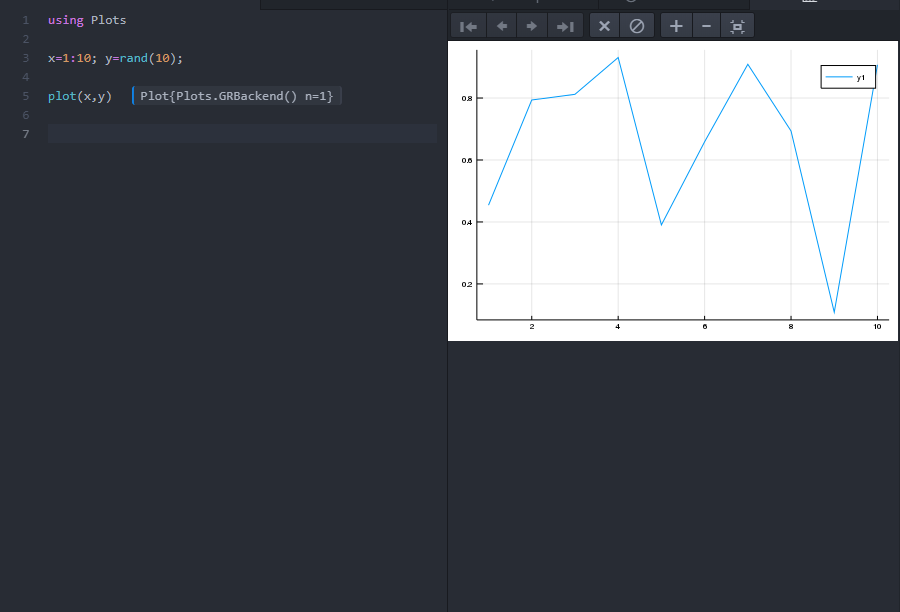 1 using Plots
2
3 x=1:10; y=rand(10);
4
5 plot(x,y) Plot{Plots.GRBackend() n=1}
6
7
y1
0.8
0.6
0.4
0.2
2 4 6 8 10